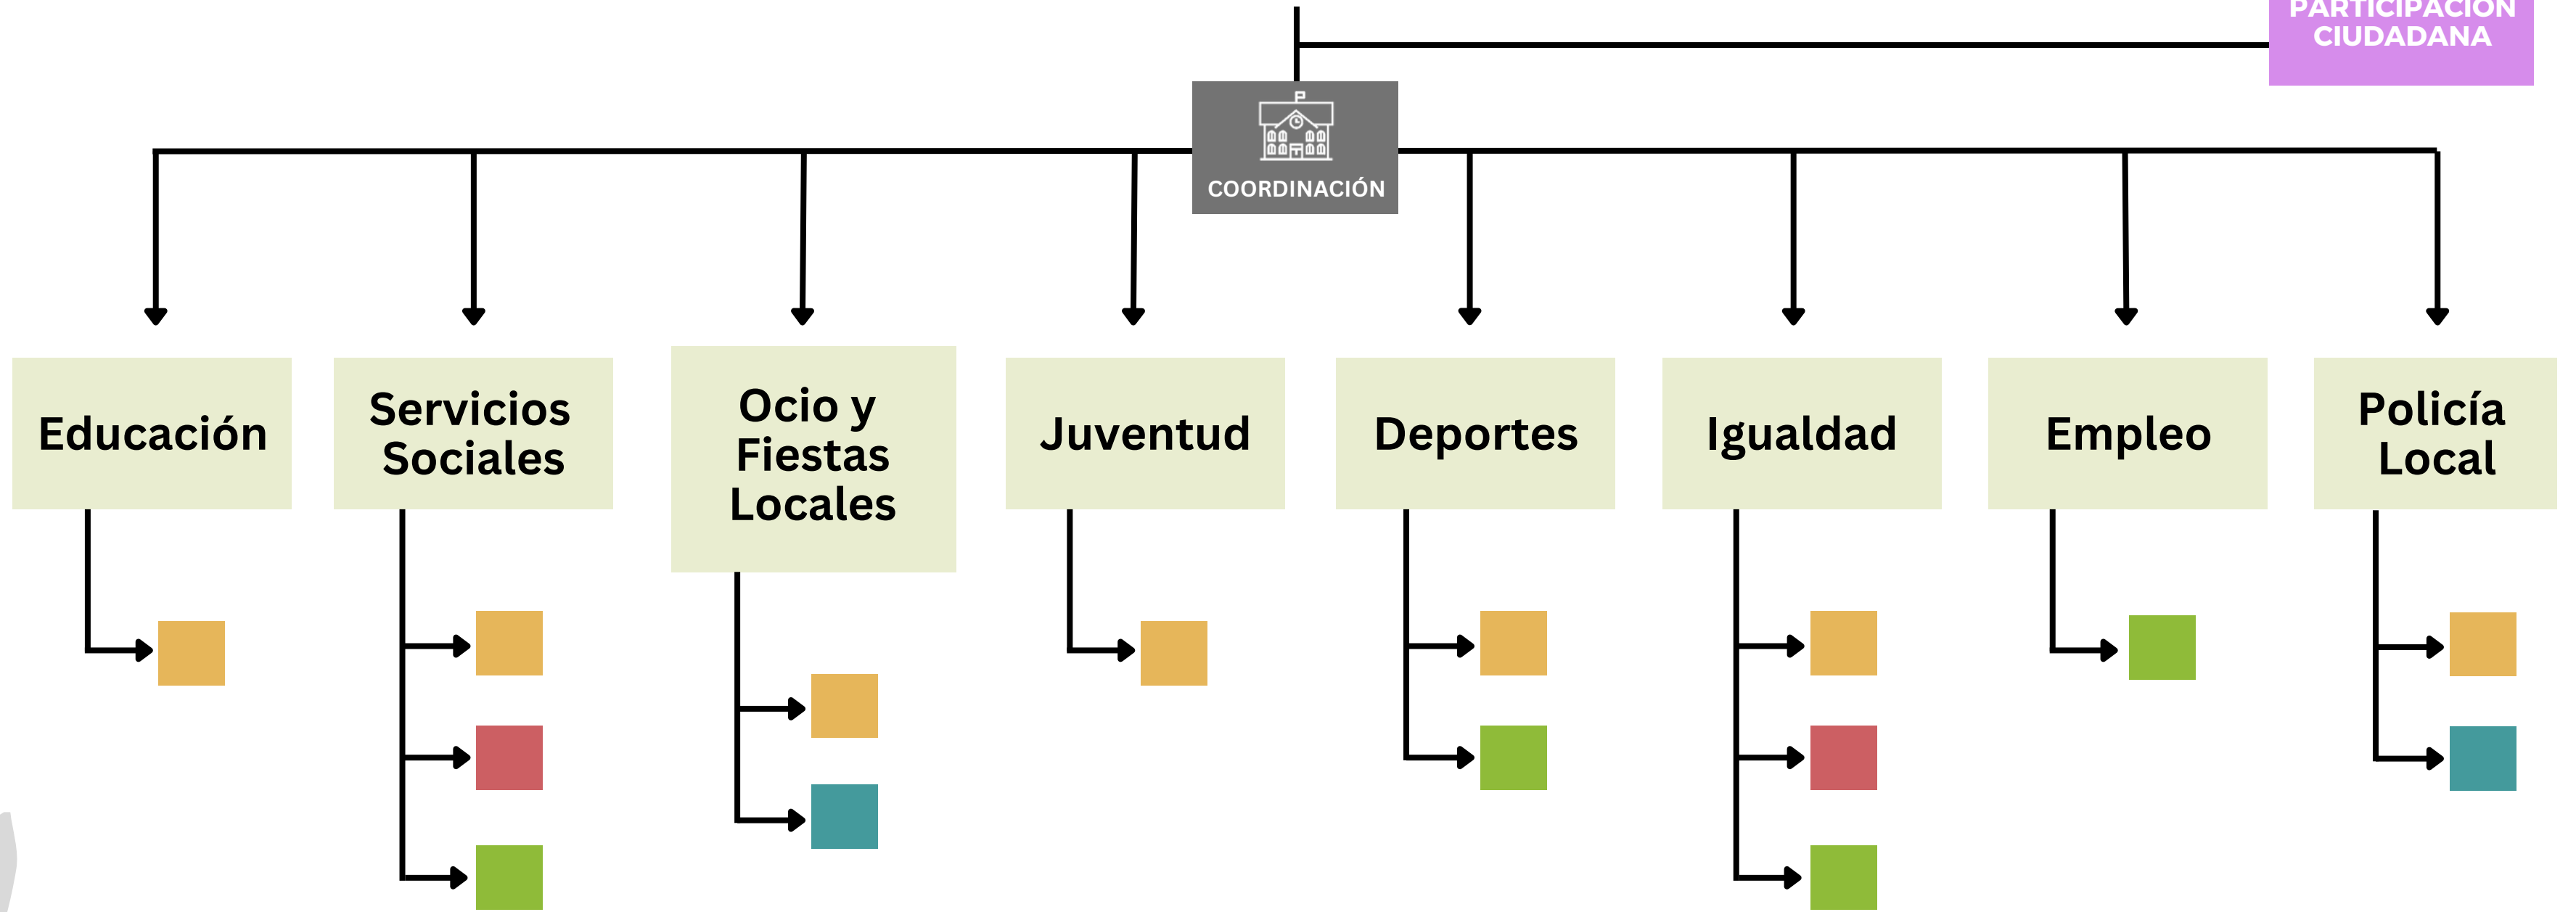 PARTICIPACIÓN
CIUDADANA
COORDINACIÓN
Educación
Servicios
Sociales
Ocio y
Fiestas
Locales
Juventud
Deportes
Igualdad
Empleo
Policía
Local